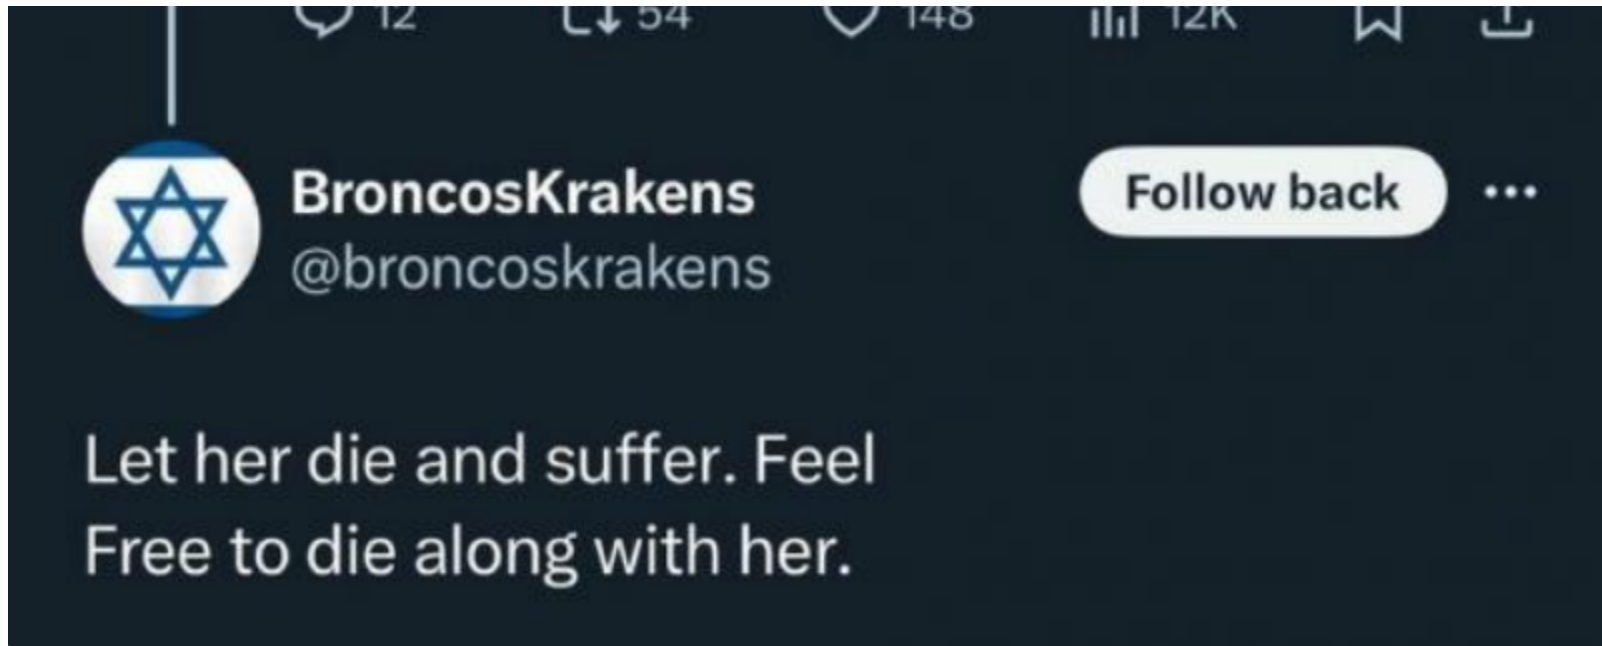 12 54 148 12K
BroncosKrakens
Follow back
@broncoskrakens
Let her die and suffer. Feel
Free to die along with her.